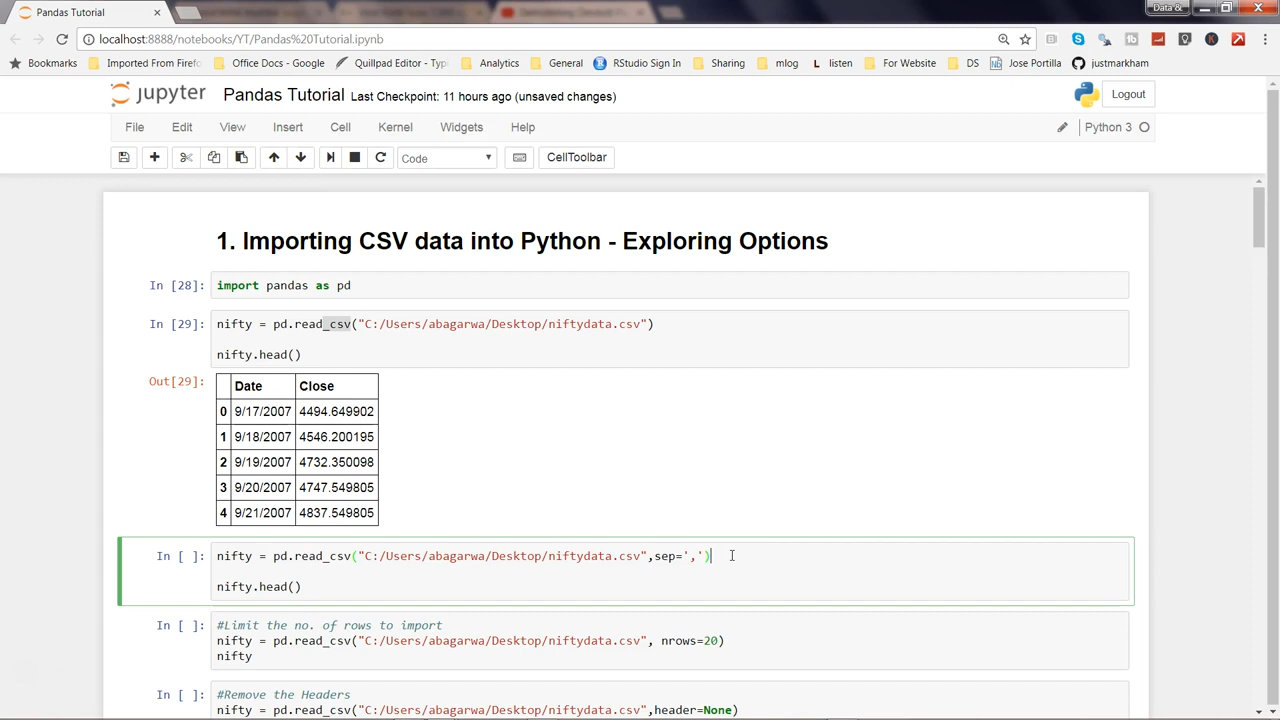 Pandas Tutorial
Data &
localhost:8888/notebooks/YT/Pandas%20Tutorial.ipynb
Bookmarks Imported From Firefo Office Docs - Google Quillpad Editor - Type Analytics General RStudio Sign In Sharing mlog listen For Website DS Jose Portilla justmarkham
jupyter Pandas Tutorial Last Checkpoint: 11 hours ago (unsaved changes) Logout
File Edit View Insert Cell Kernel Widgets Help Python 3
Code CellToolbar
1. Importing CSV data into Python - Exploring Options
In [28]: import pandas as pd
In [29]: nifty = pd.read_csv("C:/Users/abagarwa/Desktop/niftydata.csv")
nifty.head()
Out[29]: Date Close
0 9/17/2007 4494.649902
1 9/18/2007 4546.200195
2 9/19/2007 4732.350098
3 9/20/2007 4747.549805
4 9/21/2007 4837.549805
In [ ]: nifty = pd.read_csv("C:/Users/abagarwa/Desktop/niftydata.csv",sep=',')
nifty.head()
In [ ]: #Limit the no. of rows to import
nifty = pd.read_csv("C:/Users/abagarwa/Desktop/niftydata.csv", nrows=20)
nifty
In [ ]: #Remove the Headers
nifty = pd.read_csv("C:/Users/abagarwa/Desktop/niftydata.csv",header=None)